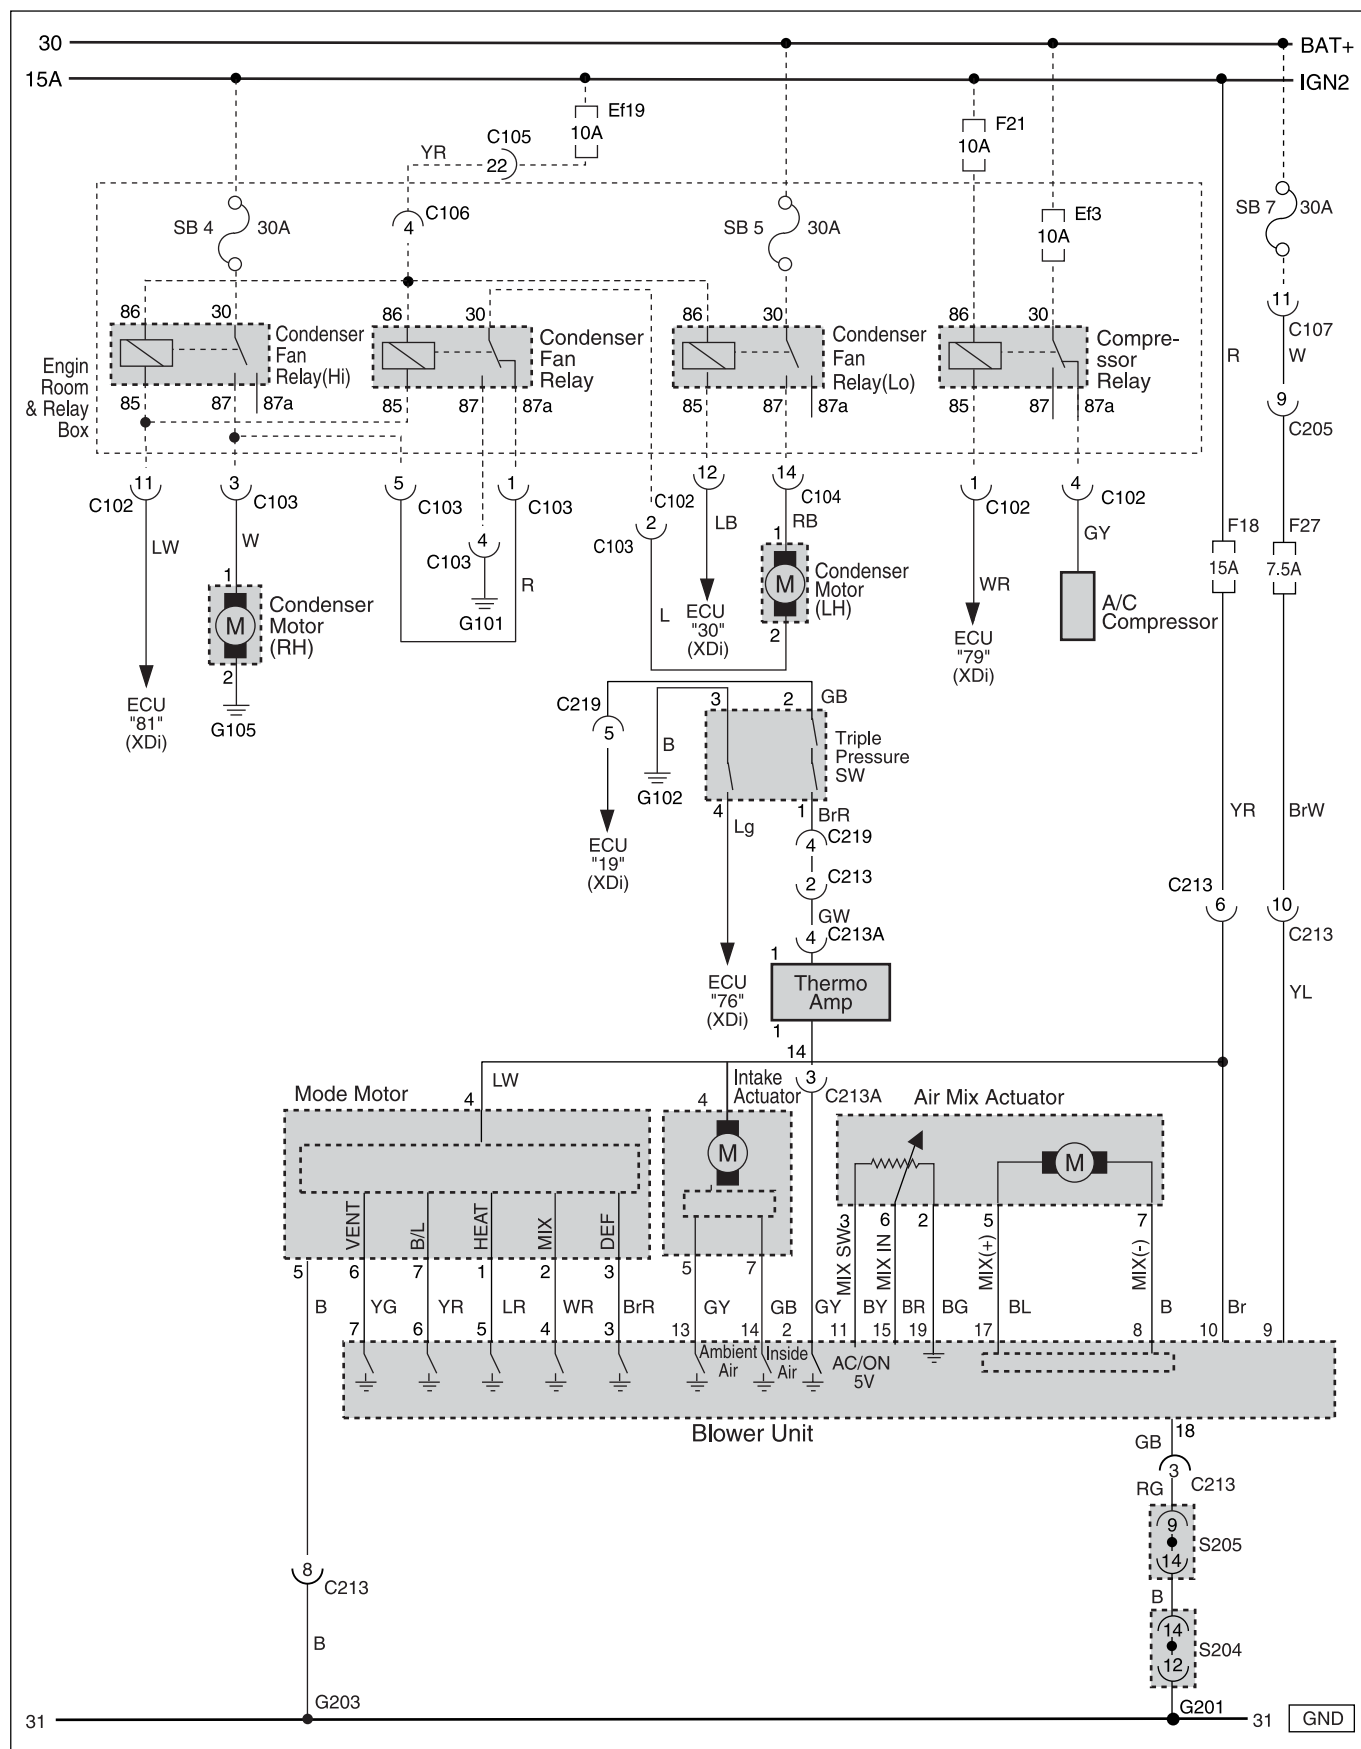 30
BAT+
15A
IGN2
Ef19
10A
C105
YR
22
F21
10A
C106
4
SB 4
30A
SB 5
30A
Ef3
10A
SB 7
30A
86
30
86
30
86
30
86
30
11
C107
Condenser
Fan
Relay(Hi)
Condenser
Fan
Relay
Condenser
Fan
Relay(Lo)
Compre-
ssor
Relay
R
W
Engin
Room
& Relay
Box
85
87
87a
85
87
87a
85
87
87a
85
87
87a
9
C205
11
C102
3
C103
5
C103
1
C103
C102
12
14
C104
1
C102
4
C102
2
C103
LW
W
4
C103
R
LB
RB
WR
GY
F18
15A
F27
7.5A
1
M
2
Condenser
Motor
(RH)
G101
L
ECU
"30"
(XDi)
1
M
2
Condenser
Motor
(LH)
ECU
"79"
(XDi)
A/C
Compressor
ECU
"81"
(XDi)
G105
C219
5
3
2
GB
B
G102
Triple
Pressure
SW
4
1
Lg
BrR
4
C219
YR
BrW
ECU
"19"
(XDi)
2
C213
GW
4
C213A
C213
6
10
C213
ECU
"76"
(XDi)
1
Thermo
Amp
1
YL
14
LW
3
C213A
Mode Motor
4
4
Intake
Actuator
Air Mix Actuator
M
M
VENT
B/L
HEAT
MIX
DEF
3
6
2
5
7
MIX SW
MIX IN
MIX(+)
MIX(-)
5
6
7
1
2
3
5
7
B
YG
YR
LR
WR
BrR
GY
GB
GY
BY
BR
BG
BL
B
Br
7
6
5
4
3
13
14
2
11
15
19
17
8
10
9
Ambient
Air
Inside
Air
AC/ON
5V
Blower Unit
18
GB
3
C213
RG
9
14
S205
8
C213
B
14
12
S204
B
G203
G201
31
31
GND